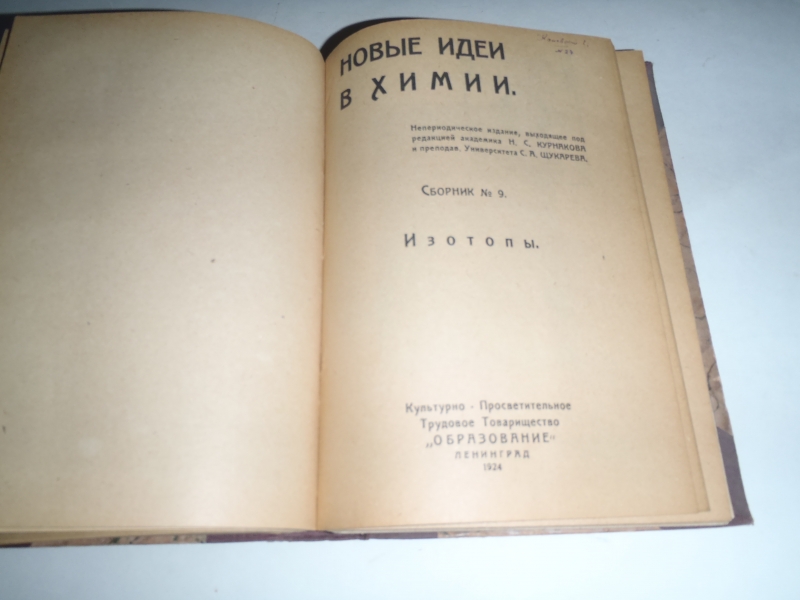 НОВЫЕ ИДЕИ
В ХИМИИ.
Непериодическое издание, выходящее под
редакцией академика Н. С. КУРНАКОВА
и преподав. Университета С. А. ЩУКАРЕВА.
СБОРНИК № 9.
Изотопы.
Культурно - Просветительное
Трудовое Товарищество
„ОБРАЗОВАНИЕ“
ЛЕНИНГРАД
1924